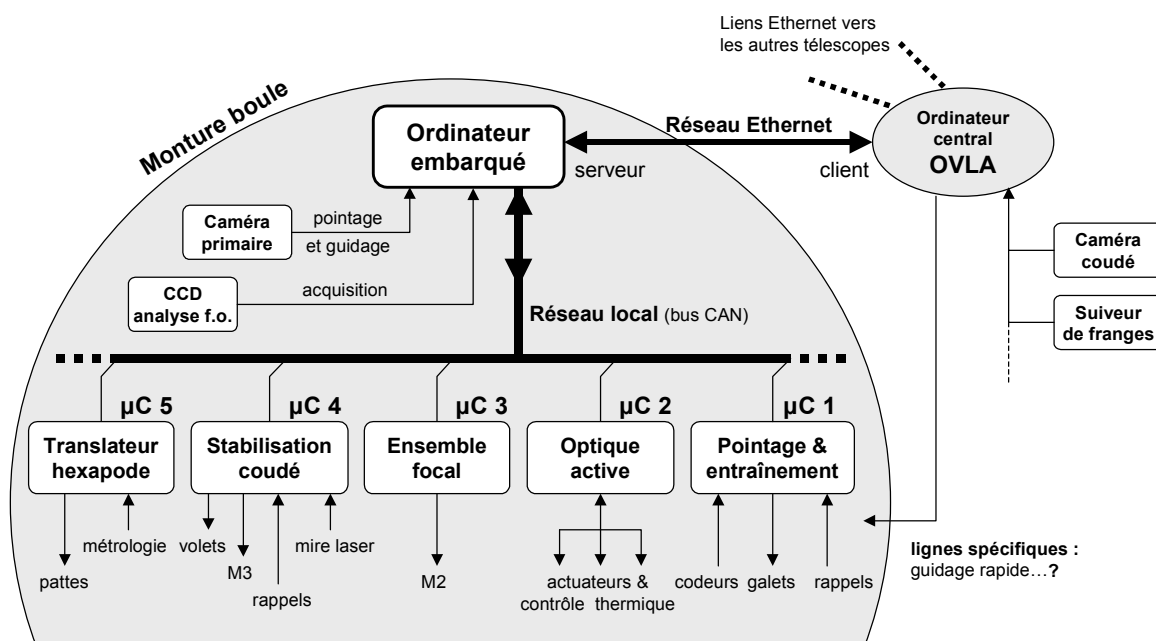 Liens Ethernet vers
les autres télescopes
Monture boule
Ordinateur
embarqué
Réseau Ethernet
serveur
client
Ordinateur
central
OVLA
Caméra
primaire
pointage
et guidage
CCD
analyse f.o.
acquisition
Réseau local (bus CAN)
Caméra
coudé
Suiveur
de franges
µC 5
µC 4
µC 3
µC 2
µC 1
Translateur
hexapode
Stabilisation
coudé
Ensemble
focal
Optique
active
Pointage &
entraînement
métrologie
pattes
volets
M3
rappels
mire laser
M2
actuateurs &
contrôle thermique
codeurs
galets
rappels
lignes spécifiques :
guidage rapide…?